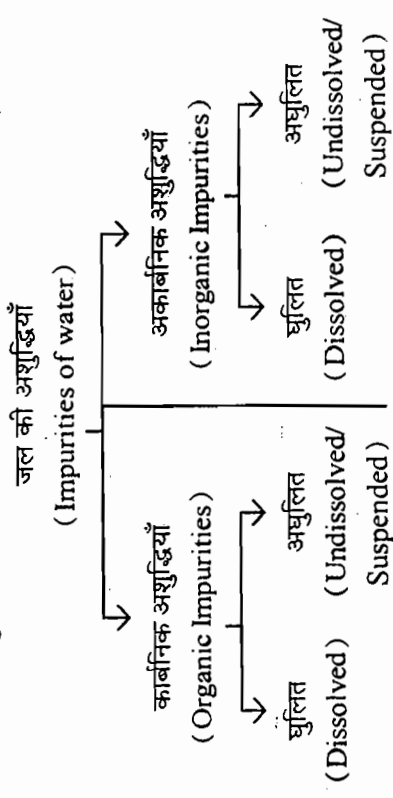 जल की अशुद्धियाँ
(Impurities of water)
कार्बनिक अशुद्धियाँ
(Organic Impurities)
अकार्बनिक अशुद्धियाँ
(Inorganic Impurities)
घुलित
(Dissolved)
अघुलित
(Undissolved/
Suspended)
घुलित
(Dissolved)
अघुलित
(Undissolved/
Suspended)